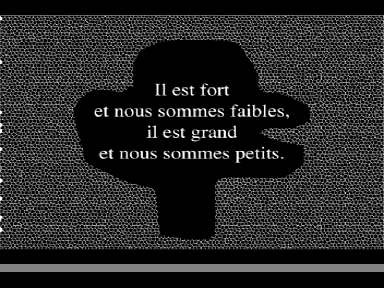 Il est fort
et nous sommes faibles,
il est grand
et nous sommes petits.